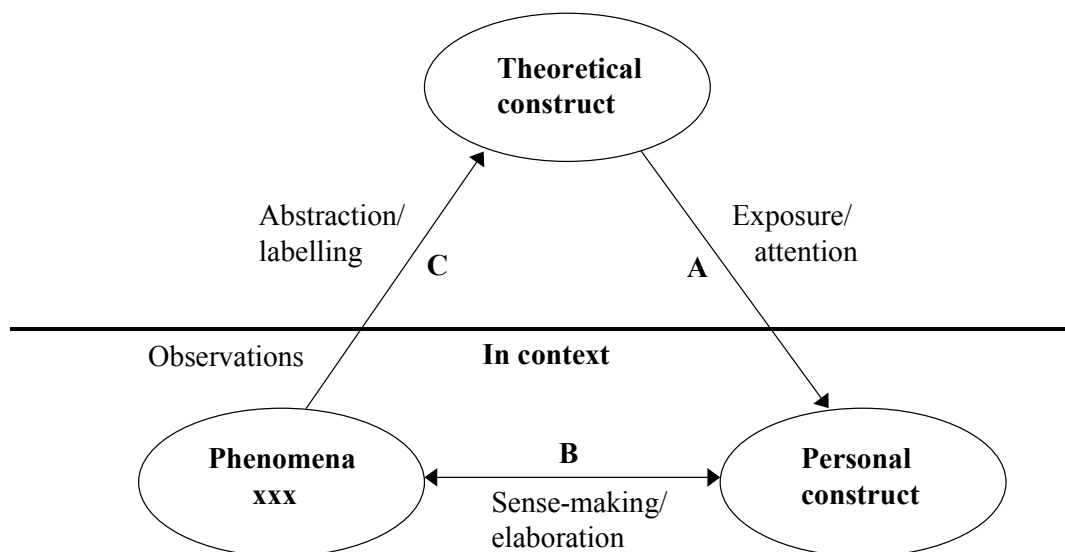 Theoretical
construct
Abstraction/
labelling
Exposure/
attention
C
A
Observations
In context
Phenomena
xxx
B
Sense-making/
elaboration
Personal
construct